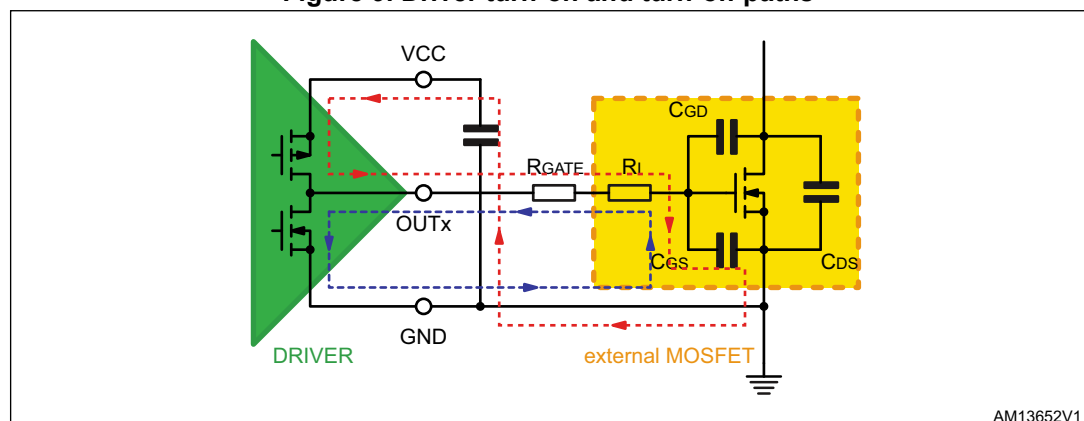 Figure Driver turn-on and turn-off paths
VCC
CGD
RGATE
RI
OUTx
CGS
CDS
GND
DRIVER
external MOSFET
AM13652V1